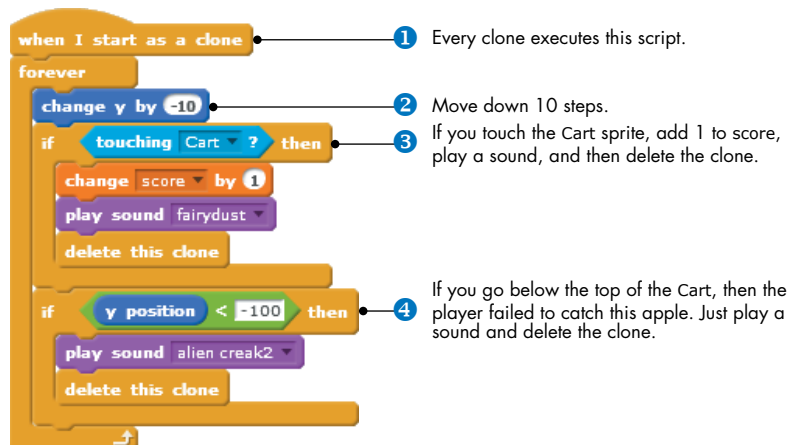 when I start as a clone
1 Every clone executes this script.
forever
change y by -10
2 Move down 10 steps.
if touching Cart ? then
3 If you touch the Cart sprite, add 1 to score,
play a sound, and then delete the clone.
change score by 1
play sound fairydust
delete this clone
if y position < -100 then
4 If you go below the top of the Cart, then the
player failed to catch this apple. Just play a
sound and delete the clone.
play sound alien creak2
delete this clone